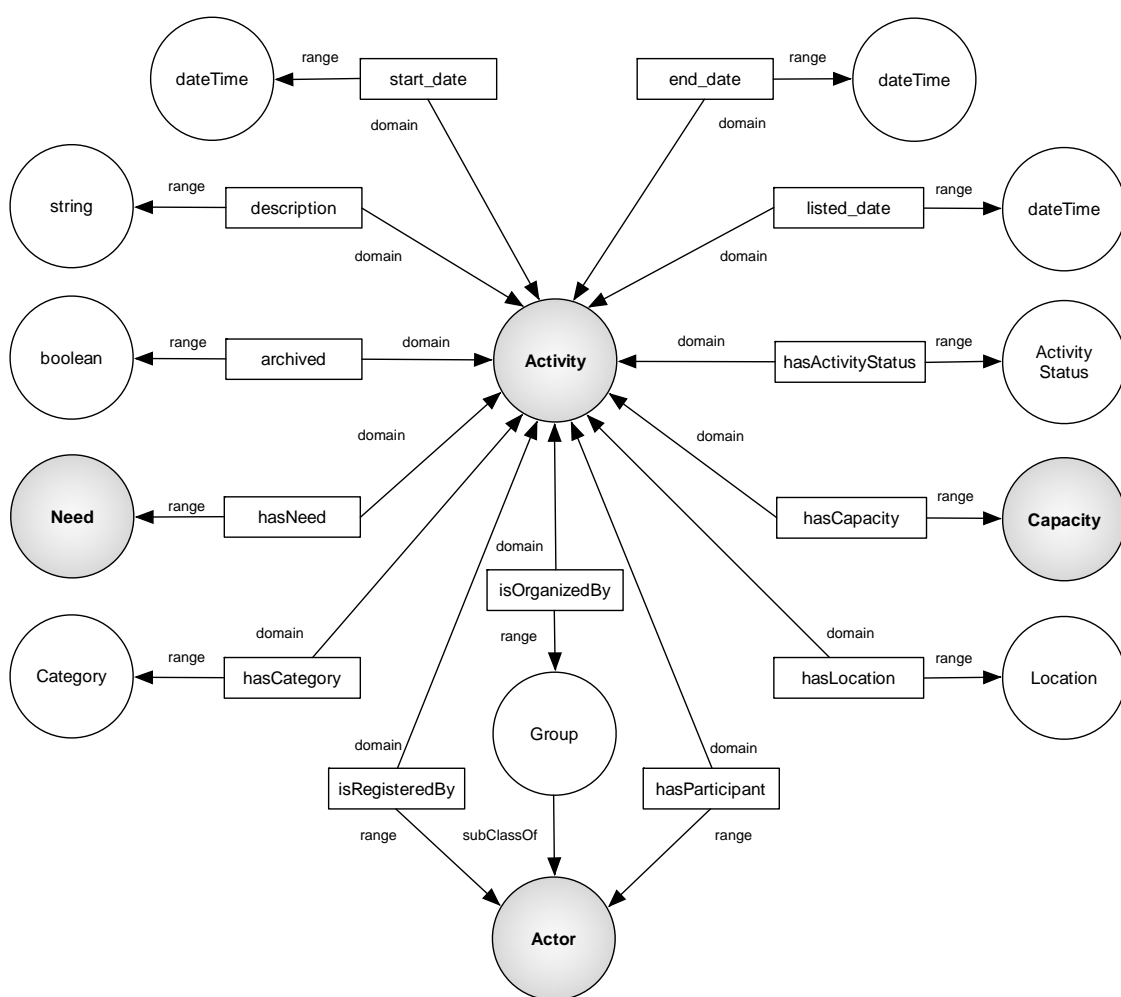 range
range
dateTime
start_date
end_date
dateTime
domain
domain
range
range
string
description
listed_date
dateTime
domain
domain
range
domain
Activity
domain
range
boolean
archived
hasActivityStatus
Activity
Status
domain
domain
range
range
Need
hasNeed
hasCapacity
Capacity
domain
isOrganizedBy
domain
range
domain
range
range
Category
hasCategory
hasLocation
Location
Group
domain
domain
isRegisteredBy
hasParticipant
range
subClassOf
range
Actor